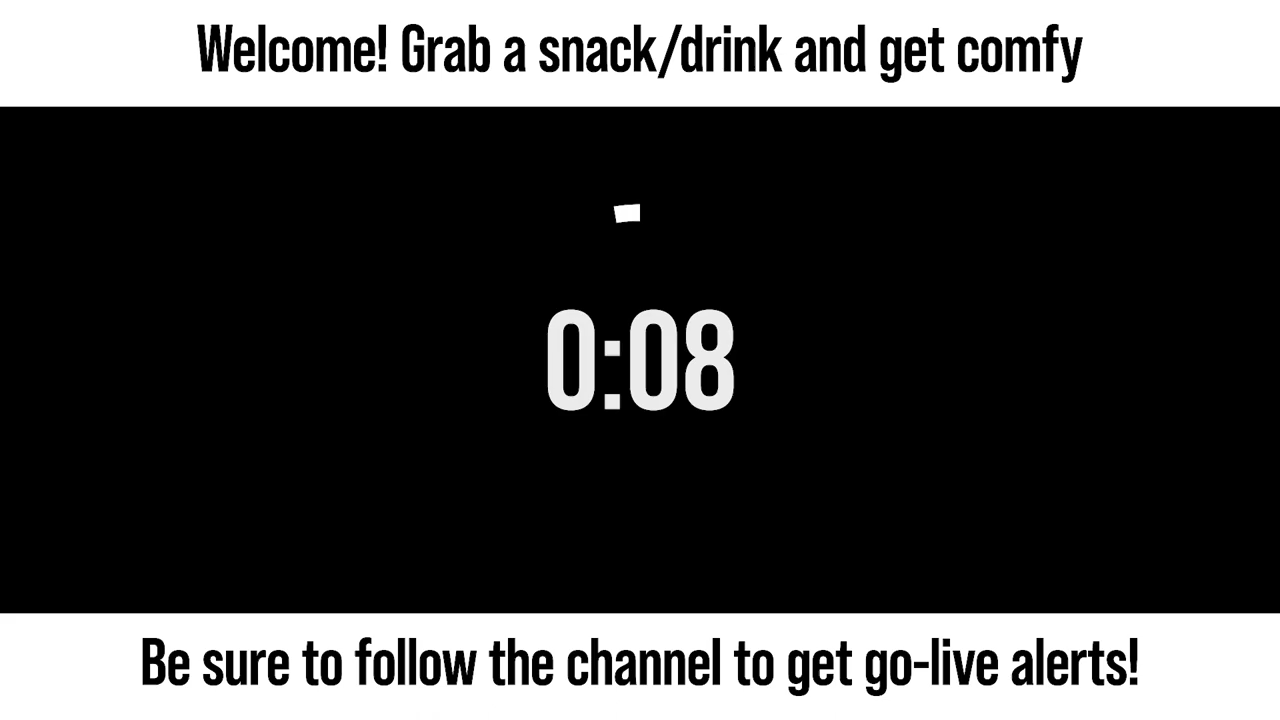 Welcome! Grab a snack/drink and get comfy
0:08
Be sure to follow the channel to get go-live alerts!